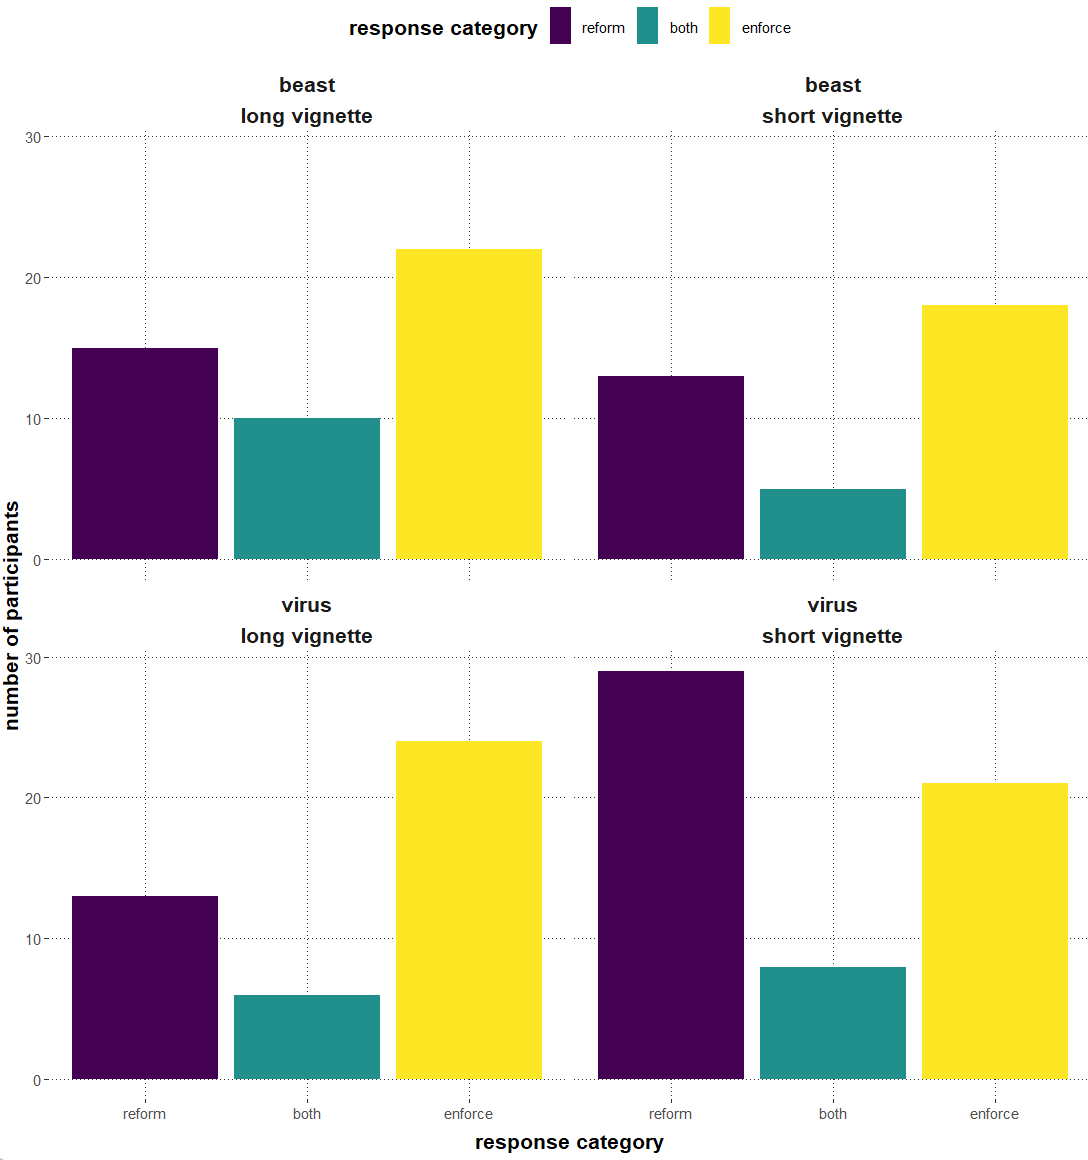 response category reform both enforce
beast
long vignette
beast
short vignette
30
20
10
0
virus
long vignette
virus
short vignette
30
20
10
0
number of participants
reform both enforce reform both enforce
response category